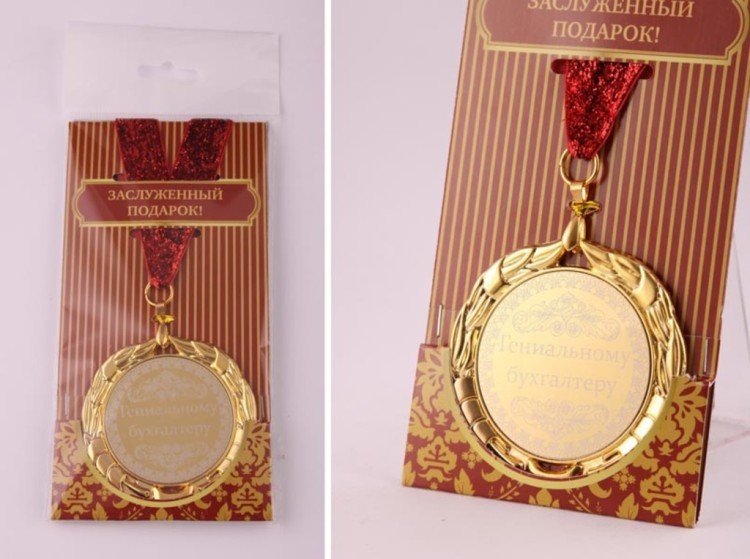 ЗАСЛУЖЕННЫЙ
ПОДАРОК!
Гениальному
бухгалтеру
ЗАСЛУЖЕННЫЙ
ПОДАРОК!
Гениальному
бухгалтеру